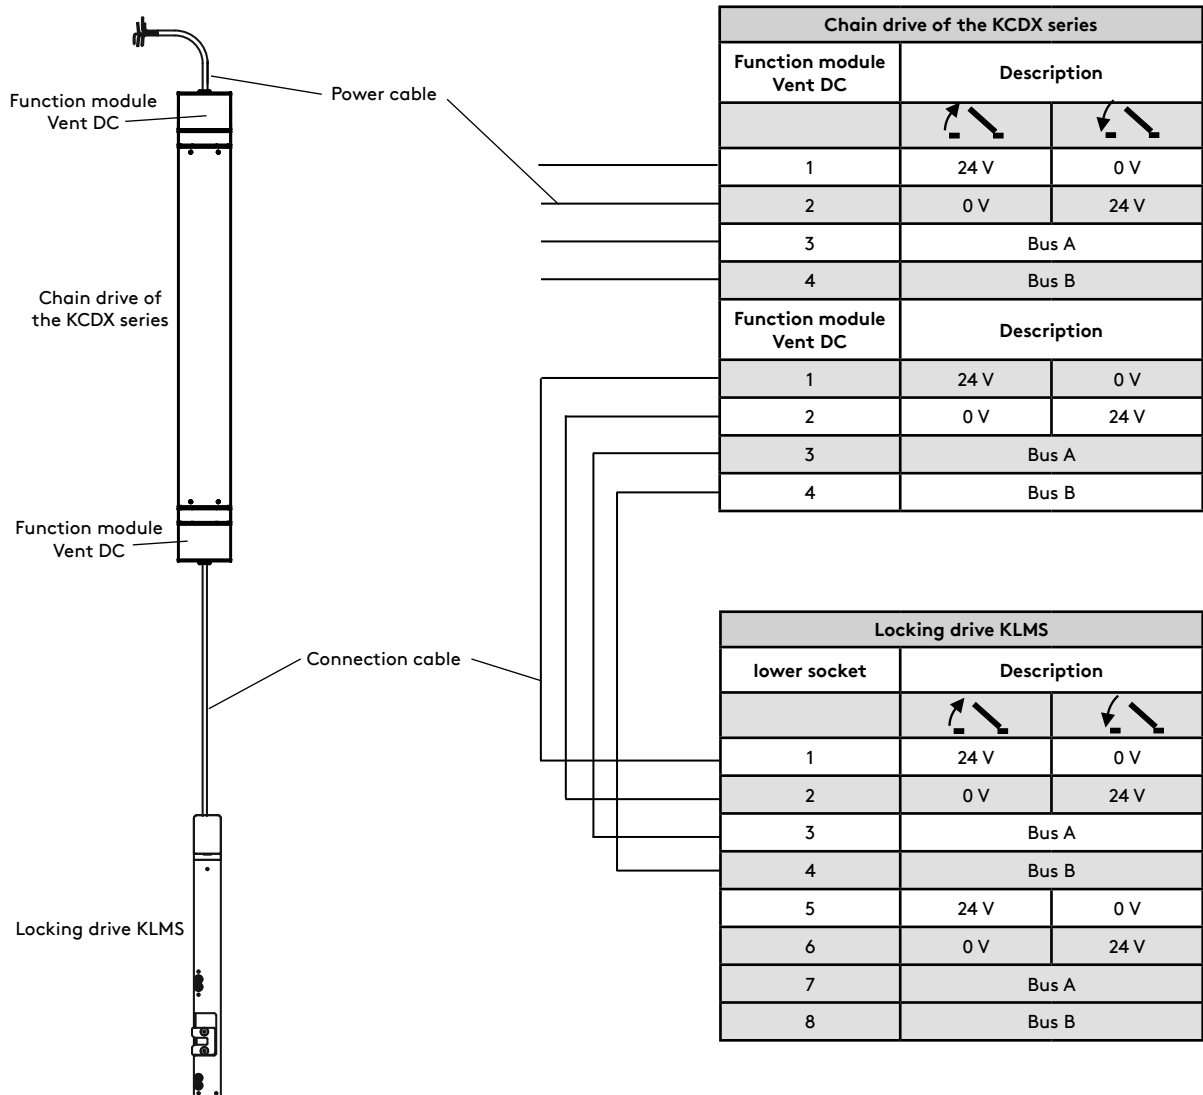 Function module
Vent DC
Power cable
Chain drive of
the KCDX series
Function module
Vent DC
Connection cable
Locking drive KLMS
Chain drive of the KCDX series
Function module
Vent DC
Description
1 24 V 0 V
2 0 V 24 V
3 Bus A
4 Bus B
Function module
Vent DC
Description
1 24 V 0 V
2 0 V 24 V
3 Bus A
4 Bus B
Locking drive KLMS
lower socket Description
1 24 V 0 V
2 0 V 24 V
3 Bus A
4 Bus B
5 24 V 0 V
6 0 V 24 V
7 Bus A
8 Bus B